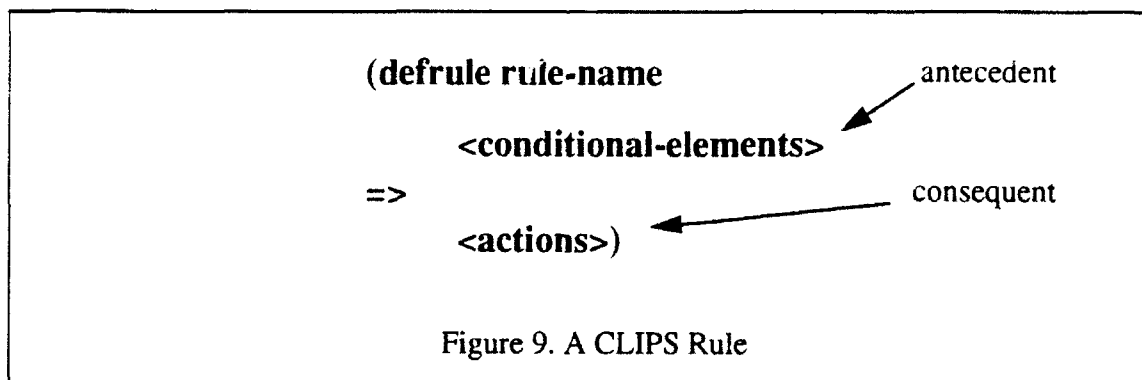 (defrule rule-name antecedent
<conditional-elements>
=> consequent
<actions>)
Figure 9. A CLIPS Rule